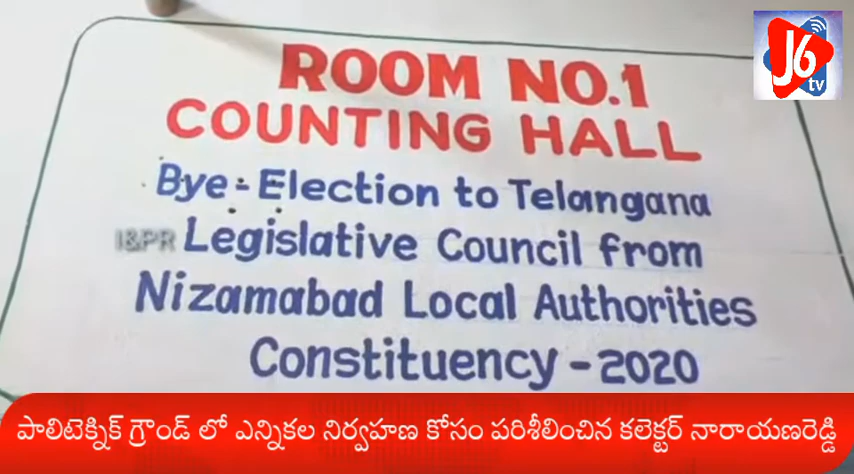 J6
tv
ROOM NO.1
COUNTING HALL
Bye-Election to Telangana
I&PR Legislative Council from
Nizamabad Local Authorities
Constituency - 2020
పాలిటెక్నిక్ గ్రౌండ్ లో ఎన్నికల నిర్వహణ కోసం పరిశీలించిన కలెక్టర్ నారాయణరెడ్డి